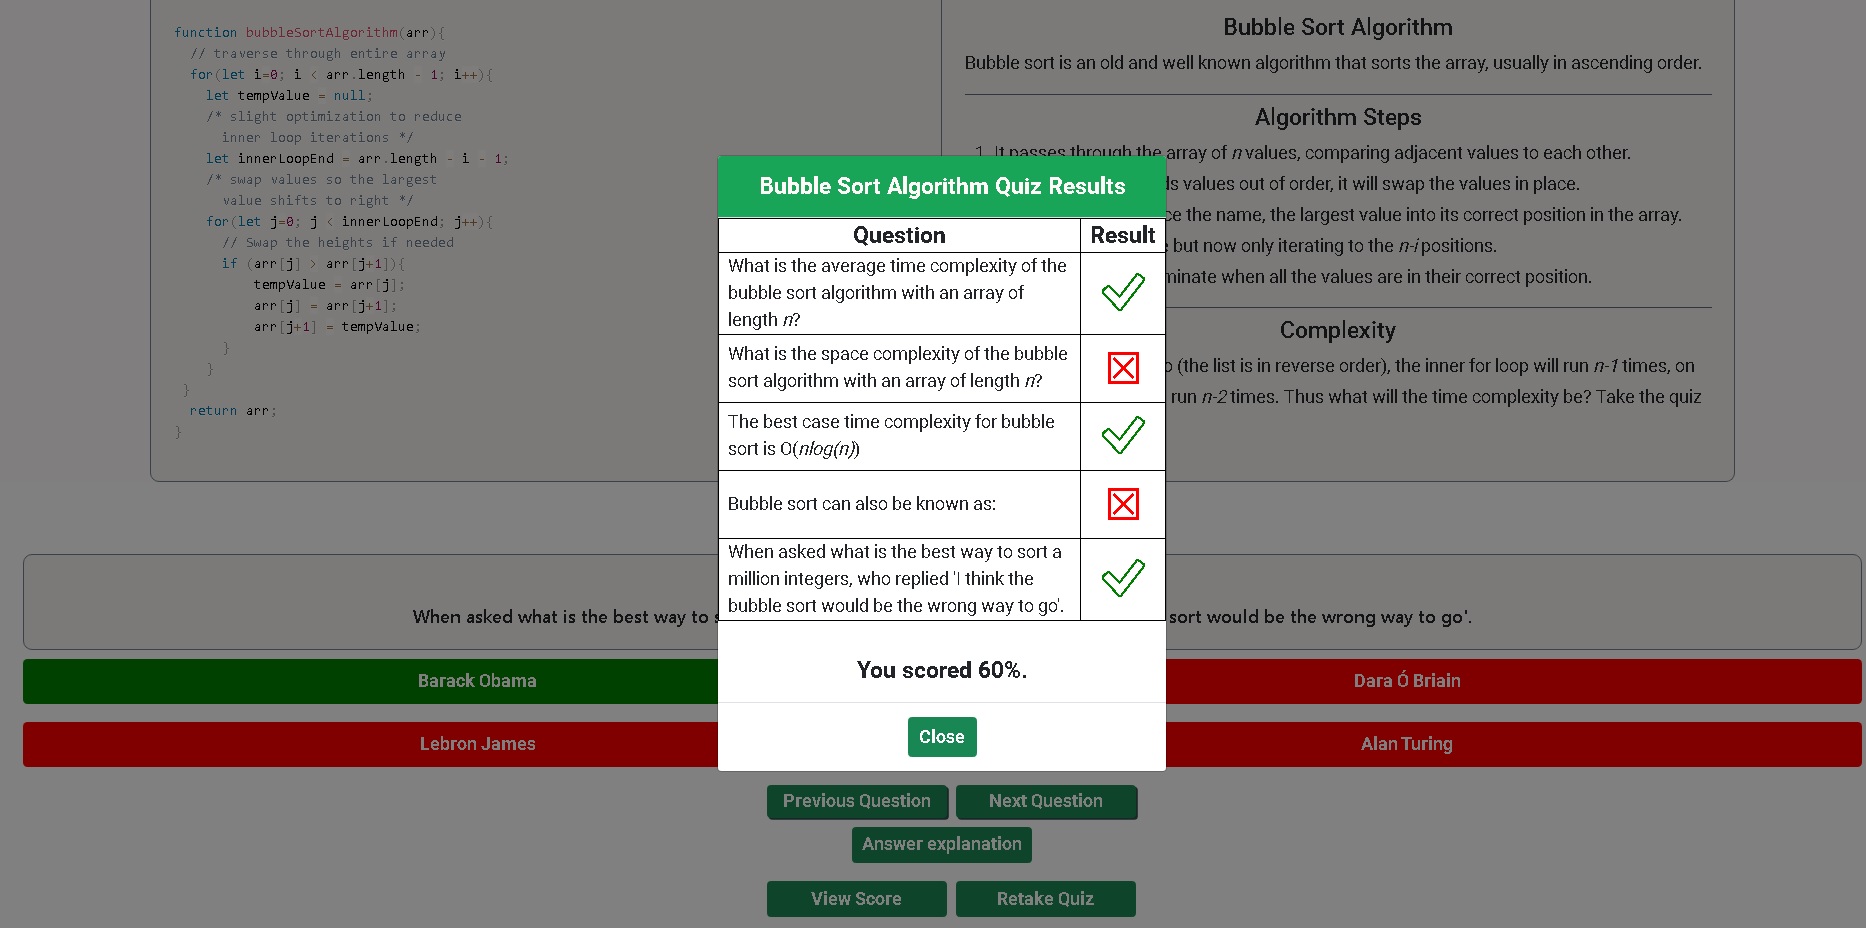 function bubbleSortAlgorithm(arr){
// traverse through entire array
for(let i=0; i < arr.length - 1; i++){
let tempValue = null;
/* slight optimization to reduce
inner loop iterations */
let innerLoopEnd = arr.length - i - 1;
/* swap values so the largest
value shifts to right */
for(let j=0; j < innerLoopEnd; j++){
// Swap the heights if needed
if (arr[j] > arr[j+1]){
tempValue = arr[j];
arr[j] = arr[j+1];
arr[j+1] = tempValue;
}
}
}
return arr;
}
Bubble Sort Algorithm
Bubble sort is an old and well known algorithm that sorts the array, usually in ascending order.
Algorithm Steps
1. It passes through the array of n values, comparing adjacent values to each other.
values out of order, it will swap the values in place.
the name, the largest value into its correct position in the array.
but now only iterating to the n-i positions.
when all the values are in their correct position.
Complexity
(the list is in reverse order), the inner for loop will run n-1 times, on
run n-2 times. Thus what will the time complexity be? Take the quiz
Bubble Sort Algorithm Quiz Results
Question Result
What is the average time complexity of the
bubble sort algorithm with an array of
length n?
What is the space complexity of the bubble
sort algorithm with an array of length n?
The best case time complexity for bubble
sort is O(nlog(n))
Bubble sort can also be known as:
When asked what is the best way to sort a
million integers, who replied 'I think the
bubble sort would be the wrong way to go'.
You scored 60%.
Close
When asked what is the best way to sort would be the wrong way to go'.
Barack Obama
Dara Ó Briain
Lebron James
Alan Turing
Previous Question
Next Question
Answer explanation
View Score
Retake Quiz